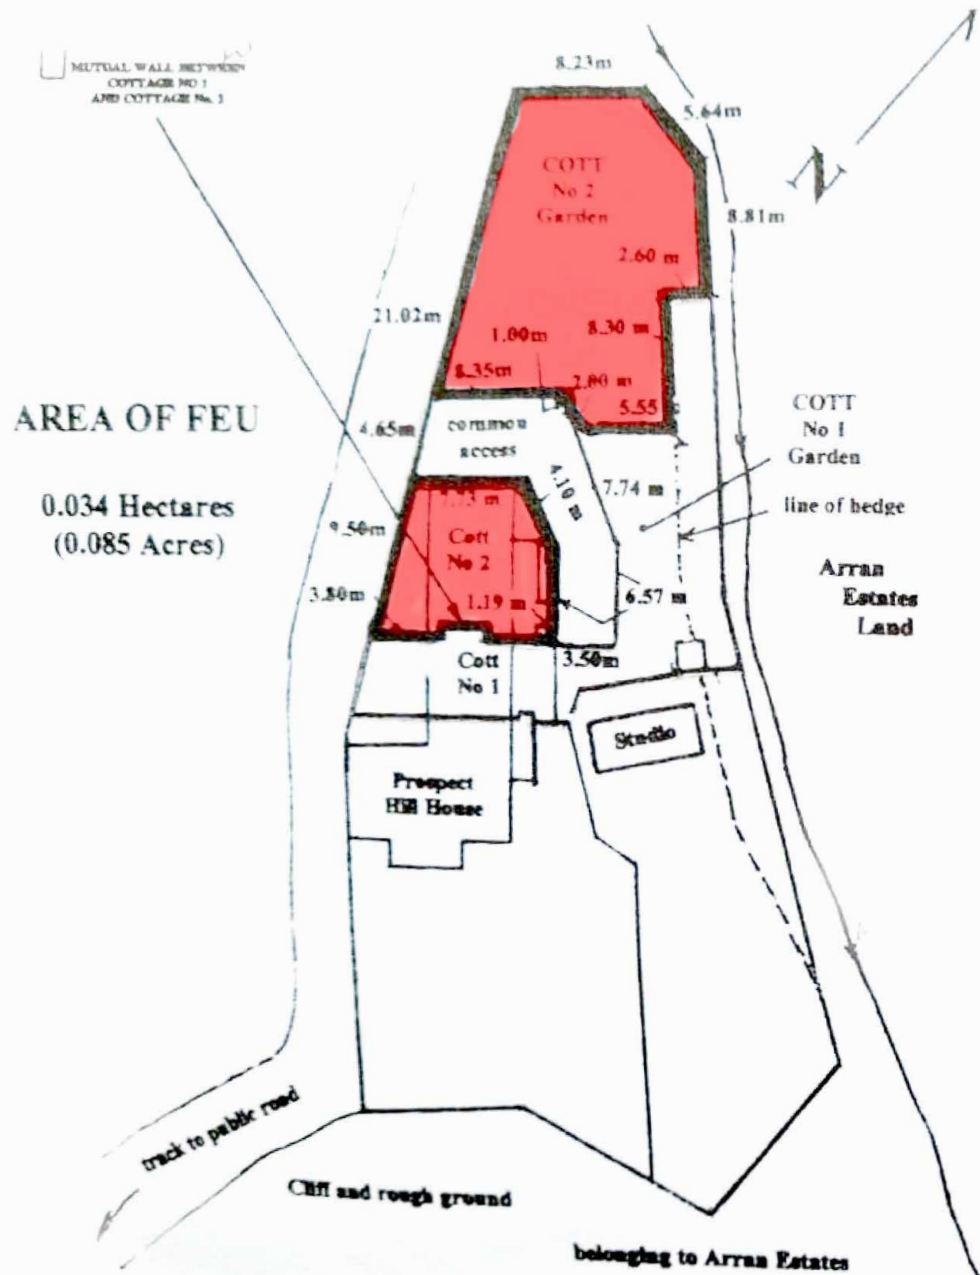 MUTUAL WALL BETWEEN
COTTAGE NO 1
AND COTTAGE No. 2
8.23m
5.64m
N
COTT
No 2
Garden
8.81m
2.60 m
21.02m
1.00m
8.30 m
8.35m
2.00 m
5.55
AREA OF FEU
0.034 Hectares
(0.085 Acres)
4.65m
common
access
COTT
No 1
Garden
4.10 m
7.74 m
line of hedge
7.73 m
9.50m
Cott
No 2
Arran
Estates
Land
3.80m
1.19 m
6.57 m
3.50m
Cott
No 1
Studio
Prospect
Hill House
track to public road
Cliff and rough ground
belonging to Arran Estates